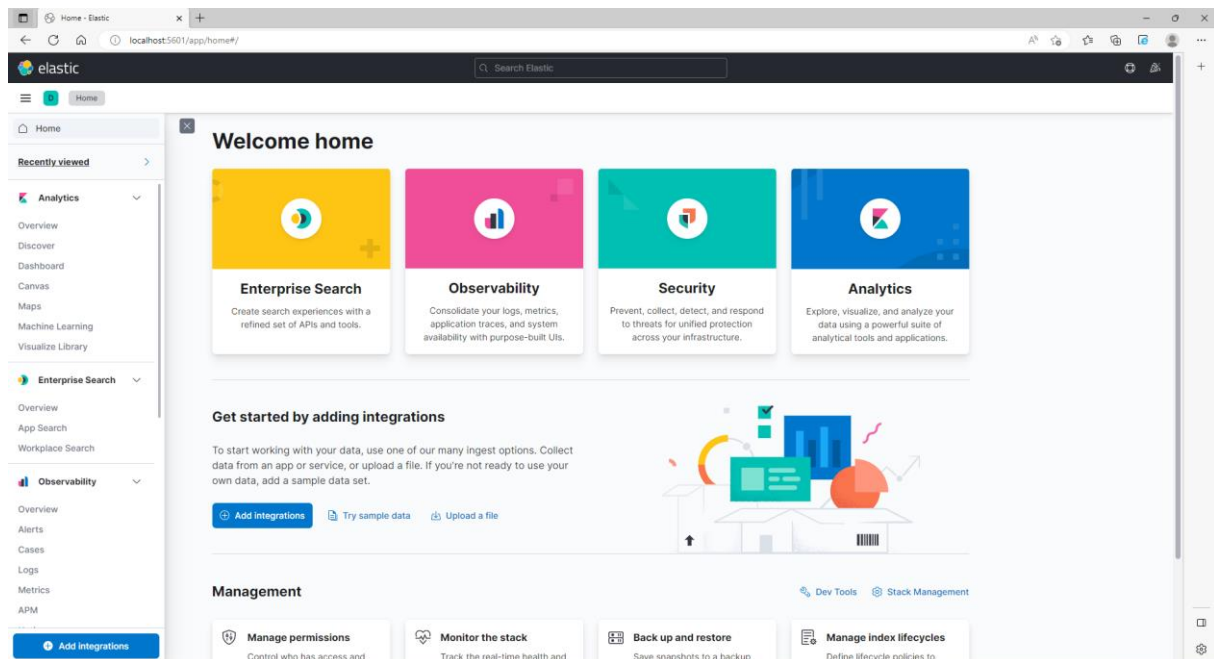 Home - Elastic
localhost:5601/app/home#/
elastic
Search Elastic
D
Home
Home
Recently viewed
Analytics
Overview
Discover
Dashboard
Canvas
Maps
Machine Learning
Visualize Library
Enterprise Search
Overview
App Search
Workplace Search
Observability
Overview
Alerts
Cases
Logs
Metrics
APM
Add integrations
Welcome home
Enterprise Search
Create search experiences with a
refined set of APIs and tools.
Observability
Consolidate your logs, metrics,
application traces, and system
availability with purpose-built UIs.
Security
Prevent, collect, detect, and respond
to threats for unified protection
across your infrastructure.
Analytics
Explore, visualize, and analyze your
data using a powerful suite of
analytical tools and applications.
Get started by adding integrations
To start working with your data, use one of our many ingest options. Collect
data from an app or service, or upload a file. If you're not ready to use your
own data, add a sample data set.
Add integrations
Try sample data
Upload a file
Management
Dev Tools
Stack Management
Manage permissions
Control who has access and
Monitor the stack
Track the real-time health and
Back up and restore
Save snapshots to a backup
Manage index lifecycles
Define lifecycle policies to